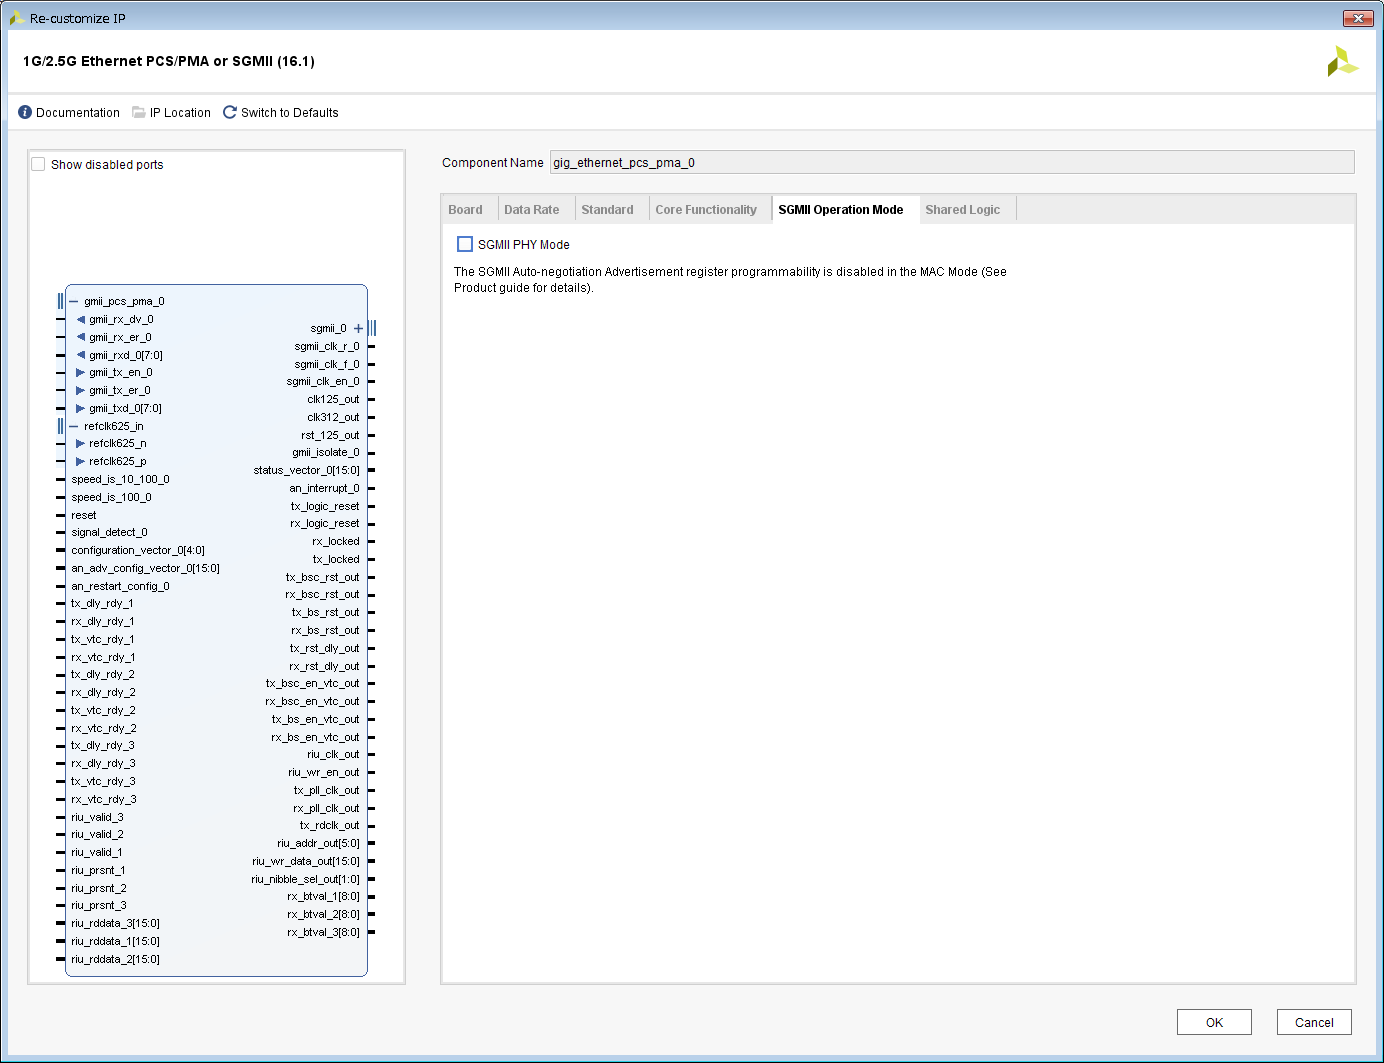 Re-customize IP
1G/2.5G Ethernet PCS/PMA or SGMII (16.1)
Documentation IP Location Switch to Defaults
Show disabled ports
gmii_pcs_pma_0
gmii_rx_dv_0
gmii_rx_er_0
gmii_rxd_0[7:0]
gmii_tx_en_0
gmii_tx_er_0
gmii_txd_0[7:0]
refclk625_in
refclk625_n
refclk625_p
speed_is_10_100_0
speed_is_100_0
reset
signal_detect_0
configuration_vector_0[4:0]
an_adv_config_vector_0[15:0]
an_restart_config_0
tx_dly_rdy_1
rx_dly_rdy_1
tx_vtc_rdy_1
rx_vtc_rdy_1
tx_dly_rdy_2
rx_dly_rdy_2
tx_vtc_rdy_2
rx_vtc_rdy_2
tx_dly_rdy_3
rx_dly_rdy_3
tx_vtc_rdy_3
rx_vtc_rdy_3
riu_valid_3
riu_valid_2
riu_valid_1
riu_prsnt_1
riu_prsnt_2
riu_prsnt_3
riu_rddata_3[15:0]
riu_rddata_1[15:0]
riu_rddata_2[15:0]
sgmii_0
sgmii_clk_r_0
sgmii_clk_f_0
sgmii_clk_en_0
clk125_out
clk312_out
rst_125_out
gmii_isolate_0
status_vector_0[15:0]
an_interrupt_0
tx_logic_reset
rx_logic_reset
rx_locked
tx_locked
tx_bsc_rst_out
rx_bsc_rst_out
tx_bs_rst_out
rx_bs_rst_out
tx_rst_dly_out
rx_rst_dly_out
tx_bsc_en_vtc_out
rx_bsc_en_vtc_out
tx_bs_en_vtc_out
rx_bs_en_vtc_out
riu_clk_out
riu_wr_en_out
tx_pll_clk_out
rx_pll_clk_out
tx_rdclk_out
riu_addr_out[5:0]
riu_wr_data_out[15:0]
riu_nibble_sel_out[1:0]
rx_btval_1[8:0]
rx_btval_2[8:0]
rx_btval_3[8:0]
Component Name gig_ethernet_pcs_pma_0
Board Data Rate Standard Core Functionality SGMII Operation Mode Shared Logic
SGMII PHY Mode
The SGMII Auto-negotiation Advertisement register programmability is disabled in the MAC Mode (See
Product guide for details).
OK Cancel